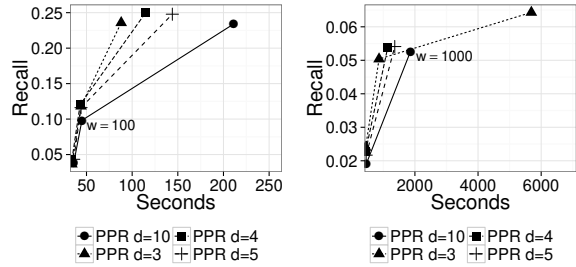 0.25
0.20
0.15
0.10
0.05
Recall
w = 100
50 100 150 200 250
Seconds
PPR d=10 PPR d=4
PPR d=3 PPR d=5
0.06
0.05
0.04
0.03
0.02
Recall
w = 1000
2000 4000 6000
Seconds
PPR d=10 PPR d=4
PPR d=3 PPR d=5